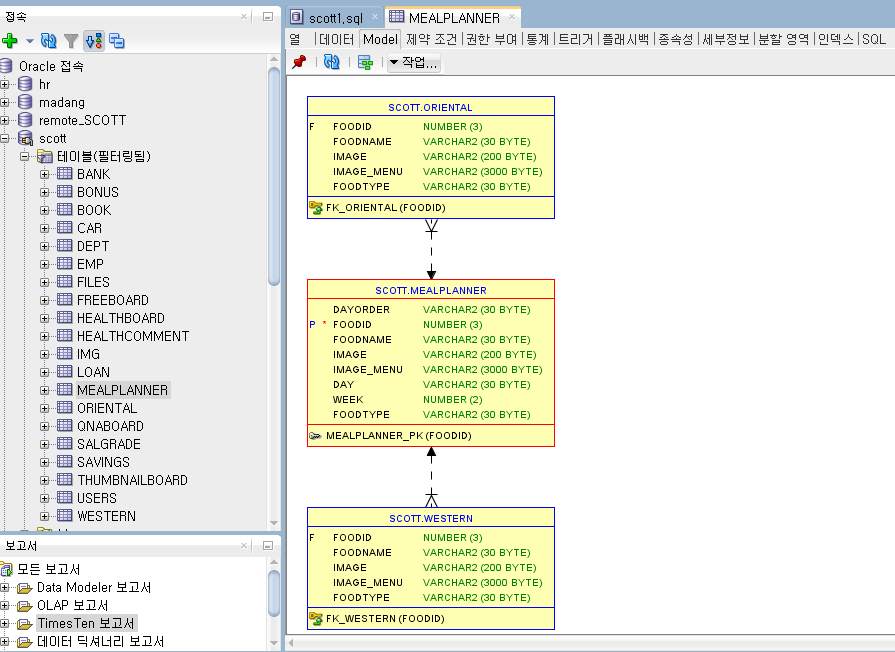 접속
Oracle 접속
hr
madang
remote_SCOTT
scott
테이블(필터링됨)
BANK
BONUS
BOOK
CAR
DEPT
EMP
FILES
FREEBOARD
HEALTHBOARD
HEALTHCOMMENT
IMG
LOAN
MEALPLANNER
ORIENTAL
QNABOARD
SALGRADE
SAVINGS
THUMBNAILBOARD
USERS
WESTERN
보고서
모든 보고서
Data Modeler 보고서
OLAP 보고서
TimesTen 보고서
데이터 딕셔너리 보고서
scott1.sql
MEALPLANNER
열 | 데이터 | Model | 제약 조건 | 권한 부여 | 통계 | 트리거 | 플래시백 | 종속성 | 세부정보 | 분할 영역 | 인덱스 | SQL
작업...
SCOTT.ORIENTAL
F FOODID NUMBER (3)
FOODNAME VARCHAR2 (30 BYTE)
IMAGE VARCHAR2 (200 BYTE)
IMAGE_MENU VARCHAR2 (3000 BYTE)
FOODTYPE VARCHAR2 (30 BYTE)
FK_ORIENTAL (FOODID)
SCOTT.MEALPLANNER
DAYORDER VARCHAR2 (30 BYTE)
P * FOODID NUMBER (3)
FOODNAME VARCHAR2 (30 BYTE)
IMAGE VARCHAR2 (200 BYTE)
IMAGE_MENU VARCHAR2 (3000 BYTE)
DAY VARCHAR2 (30 BYTE)
WEEK NUMBER (2)
FOODTYPE VARCHAR2 (30 BYTE)
MEALPLANNER_PK (FOODID)
SCOTT.WESTERN
F FOODID NUMBER (3)
FOODNAME VARCHAR2 (30 BYTE)
IMAGE VARCHAR2 (200 BYTE)
IMAGE_MENU VARCHAR2 (3000 BYTE)
FOODTYPE VARCHAR2 (30 BYTE)
FK_WESTERN (FOODID)